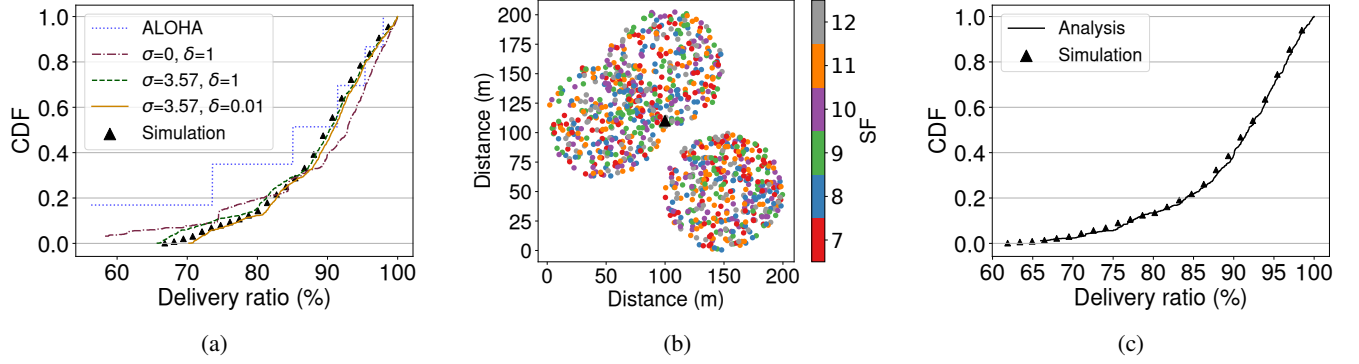 1.0
0.8
0.6
0.4
0.2
0.0
CDF
60 70 80 90 100
Delivery ratio (%)
ALOHA
σ=0, δ=1
σ=3.57, δ=1
σ=3.57, δ=0.01
Simulation
(a)
200
175
150
125
100
75
50
25
0
Distance (m)
0 50 100 150 200
Distance (m)
SF
12
11
10
9
8
7
(b)
1.0
0.8
0.6
0.4
0.2
0.0
CDF
60 65 70 75 80 85 90 95 100
Delivery ratio (%)
Analysis
Simulation
(c)